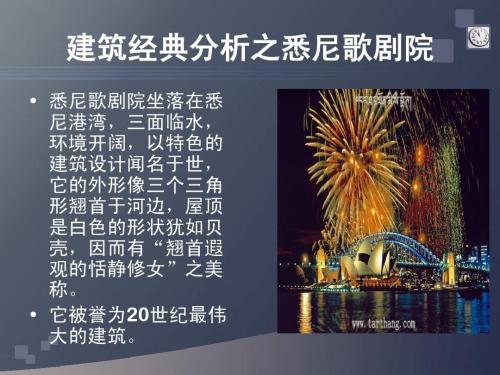 建筑经典分析之悉尼歌剧院
• 悉尼歌剧院坐落在悉
尼港湾，三面临水，
环境开阔，以特色的
建筑设计闻名于世，
它的外形像三个三角
形翘首于河边，屋顶
是白色的形状犹如贝
壳，因而有“翘首遐
观的恬静修女”之美
称。
• 它被誉为20世纪最伟
大的建筑。
www.tarthang.com